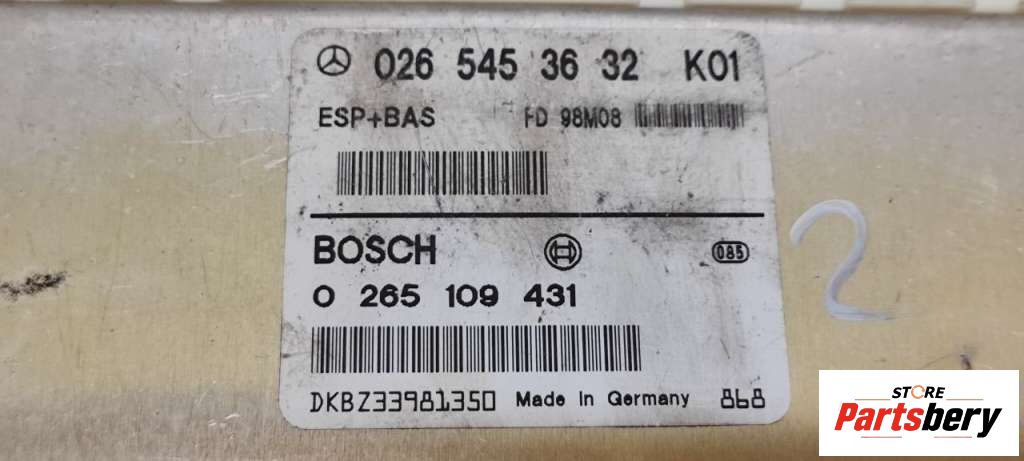 026 545 36 32 K01
ESP+BAS FD 98M08
BOSCH 085
0 265 109 431
DKBZ33981350 Made in Germany 868
2
STORE
Partsbery